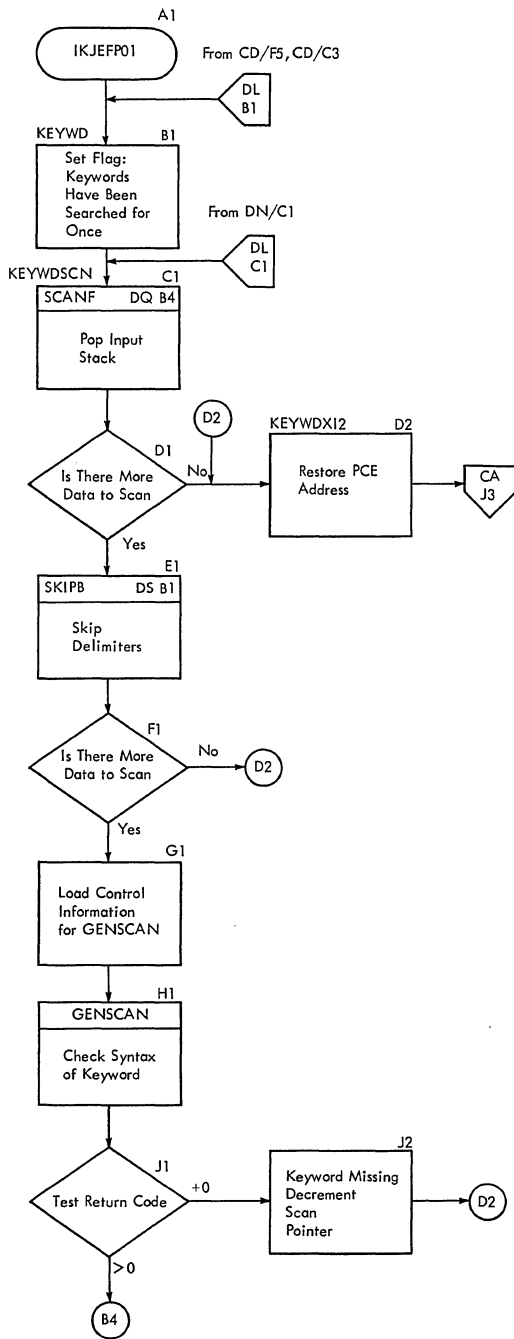 A1
IKJEFP01
From CD/F5, CD/C3
DL
B1
KEYWD
B1
Set Flag:
Keywords
Have Been
Searched for
Once
From DN/C1
DL
C1
KEYWDSCN
C1
SCANF DQ B4
Pop Input
Stack
D1
Is There More
Data to Scan
No
D2
KEYWDXI2
D2
Restore PCE
Address
CA
J3
Yes
E1
SKIPB DS B1
Skip
Delimiters
F1
Is There More
Data to Scan
No
D2
Yes
G1
Load Control
Information
for GENSCAN
H1
GENSCAN
Check Syntax
of Keyword
J1
Test Return Code
+0
J2
Keyword Missing
Decrement
Scan
Pointer
D2
>0
B4